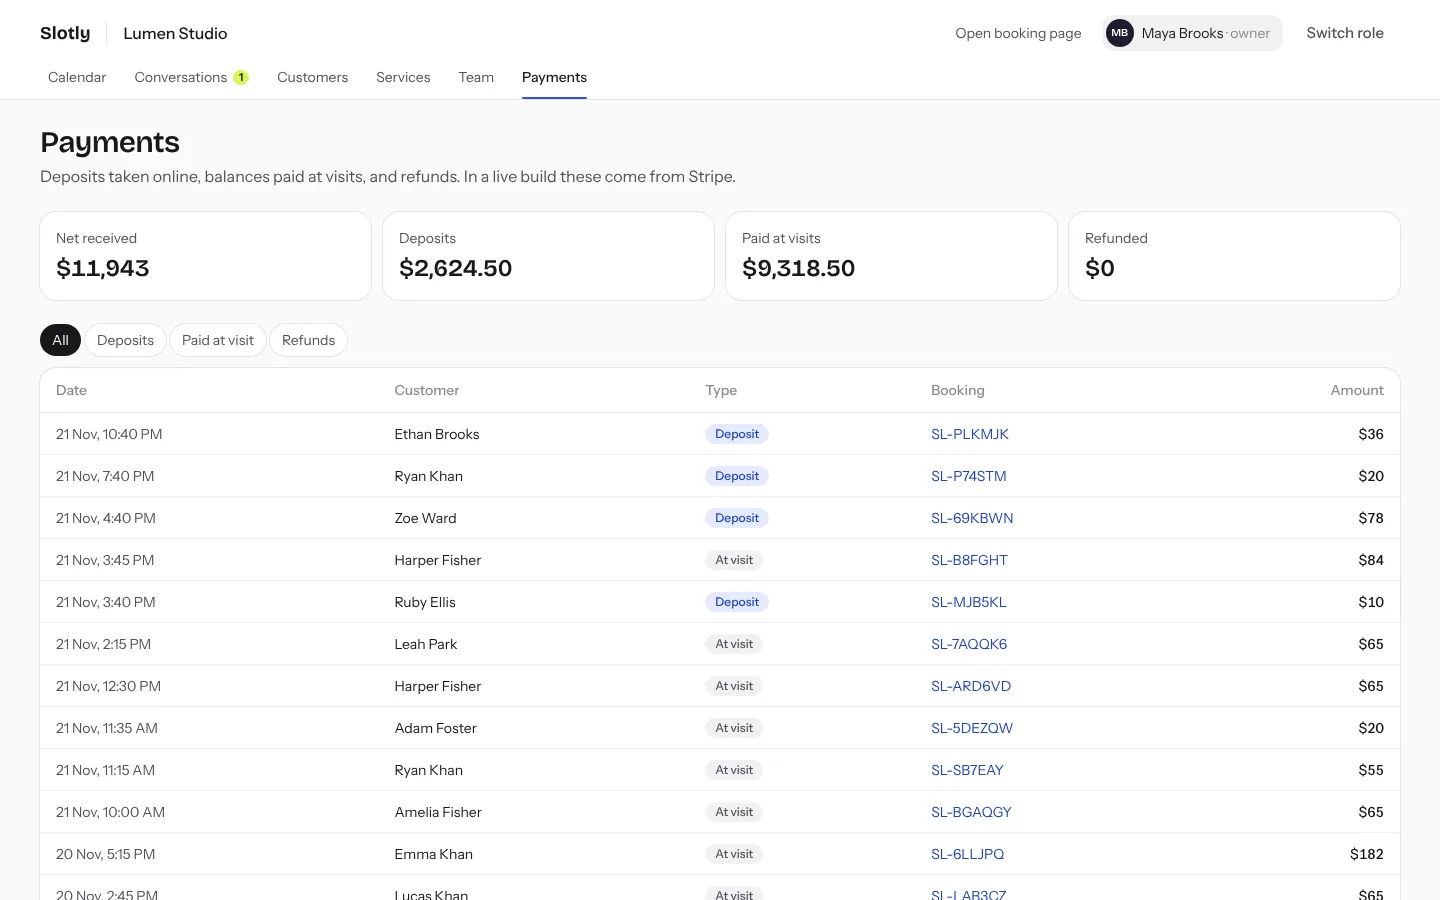 Slotly Lumen Studio Open booking page MB Maya Brooks · owner Switch role
Calendar Conversations 1 Customers Services Team Payments
Payments
Deposits taken online, balances paid at visits, and refunds. In a live build these come from Stripe.
Net received Deposits Paid at visits Refunded
$11,943 $2,624.50 $9,318.50 $0
All Deposits Paid at visit Refunds
Date Customer Type Booking Amount
21 Nov, 10:40 PM Ethan Brooks Deposit SL-PLKMJK $36
21 Nov, 7:40 PM Ryan Khan Deposit SL-P74STM $20
21 Nov, 4:40 PM Zoe Ward Deposit SL-69KBWN $78
21 Nov, 3:45 PM Harper Fisher At visit SL-B8FGHT $84
21 Nov, 3:40 PM Ruby Ellis Deposit SL-MJB5KL $10
21 Nov, 2:15 PM Leah Park At visit SL-7AQQK6 $65
21 Nov, 12:30 PM Harper Fisher At visit SL-ARD6VD $65
21 Nov, 11:35 AM Adam Foster At visit SL-5DEZQW $20
21 Nov, 11:15 AM Ryan Khan At visit SL-SB7EAY $55
21 Nov, 10:00 AM Amelia Fisher At visit SL-BGAQGY $65
20 Nov, 5:15 PM Emma Khan At visit SL-6LLJPQ $182
20 Nov, 2:45 PM Lucas Khan At visit SL-LAB3CZ $65